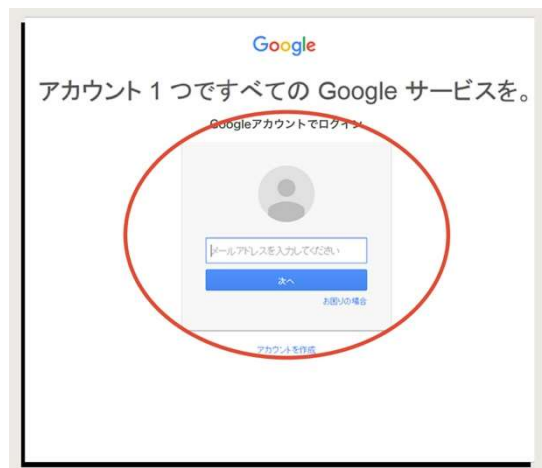 Google
アカウント 1 つですべての Google サービスを。
Googleアカウントでログイン
メールアドレスを入力してください
次へ
お困りの場合
アカウントを作成